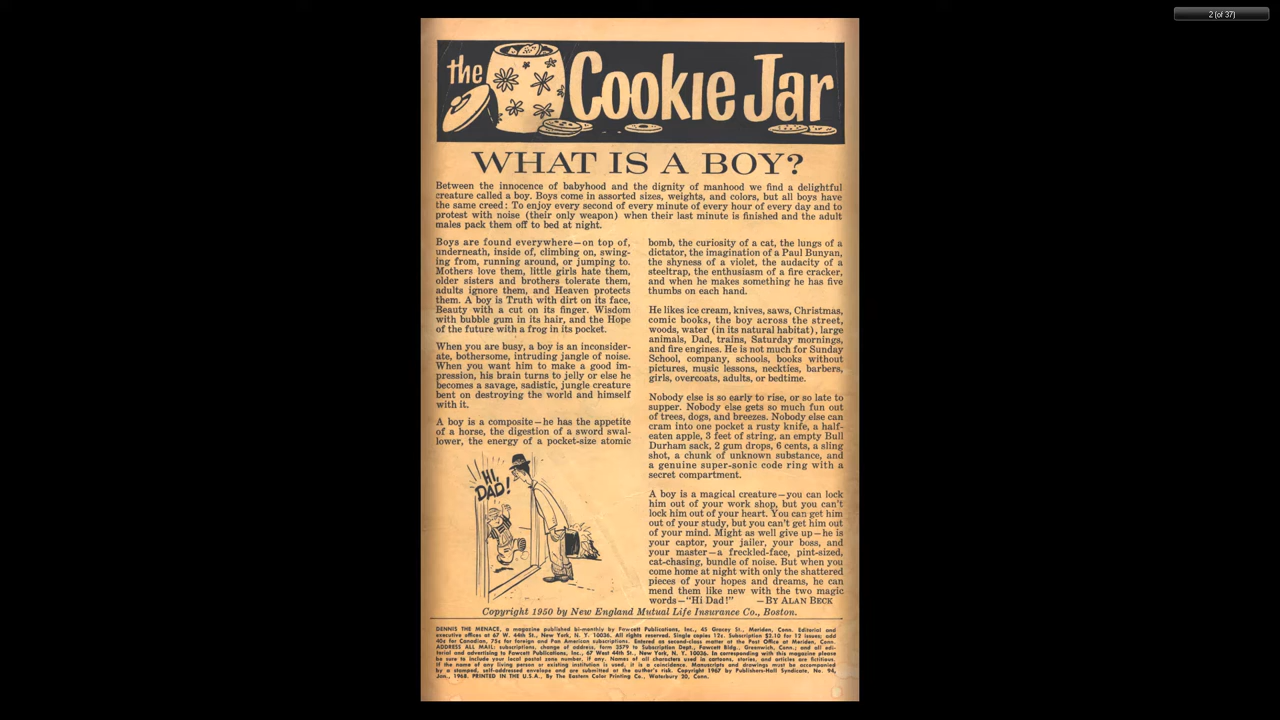 2 (of 37)
the Cookie Jar
WHAT IS A BOY?
Between the innocence of babyhood and the dignity of manhood we find a delightful
creature called a boy. Boys come in assorted sizes, weights, and colors, but all boys have
the same creed: To enjoy every second of every minute of every hour of every day and to
protest with noise (their only weapon) when their last minute is finished and the adult
males pack them off to bed at night.
Boys are found everywhere—on top of,
underneath, inside of, climbing on, swing-
ing from, running around, or jumping to.
Mothers love them, little girls hate them,
older sisters and brothers tolerate them,
adults ignore them, and Heaven protects
them. A boy is Truth with dirt on its face,
Beauty with a cut on its finger. Wisdom
with bubble gum in its hair, and the Hope
of the future with a frog in its pocket.
When you are busy, a boy is an inconsider-
ate, bothersome, intruding jangle of noise.
When you want him to make a good im-
pression, his brain turns to jelly or else he
becomes a savage, sadistic, jungle creature
bent on destroying the world and himself
with it.
A boy is a composite—he has the appetite
of a horse, the digestion of a sword swal-
lower, the energy of a pocket-size atomic
HI,
DAD!
bomb, the curiosity of a cat, the lungs of a
dictator, the imagination of a Paul Bunyan,
the shyness of a violet, the audacity of a
steeltrap, the enthusiasm of a fire cracker,
and when he makes something he has five
thumbs on each hand.
He likes ice cream, knives, saws, Christmas,
comic books, the boy across the street,
woods, water (in its natural habitat), large
animals, Dad, trains, Saturday mornings,
and fire engines. He is not much for Sunday
School, company, schools, books without
pictures, music lessons, neckties, barbers,
girls, overcoats, adults, or bedtime.
Nobody else is so early to rise, or so late to
supper. Nobody else gets so much fun out
of trees, dogs, and breezes. Nobody else can
cram into one pocket a rusty knife, a half-
eaten apple, 3 feet of string, an empty Bull
Durham sack, 2 gum drops, 6 cents, a sling
shot, a chunk of unknown substance, and
a genuine super-sonic code ring with a
secret compartment.
A boy is a magical creature—you can lock
him out of your work shop, but you can't
lock him out of your heart. You can get him
out of your study, but you can't get him out
of your mind. Might as well give up—he is
your captor, your jailer, your boss, and
your master—a freckled-face, pint-sized,
cat-chasing, bundle of noise. But when you
come home at night with only the shattered
pieces of your hopes and dreams, he can
mend them like new with the two magic
words—"Hi Dad!" —BY ALAN BECK
Copyright 1950 by New England Mutual Life Insurance Co., Boston.
DENNIS THE MENACE, a magazine published bi-monthly by Fawcett Publications, Inc., 45 Gracey St., Meriden, Conn. Editorial and
executive offices at 67 W. 44th St., New York, N. Y. 10036. All rights reserved. Single copies 12c. Subscription $2.10 for 12 issues; add
40c for Canadian, 75c for foreign and Pan American subscriptions. Entered as second-class matter at the Post Office at Meriden, Conn.
ADDRESS ALL MAIL: subscriptions, change of address, form 3579 to Subscription Dept., Fawcett Bldg., Greenwich, Conn.; and all edi-
torial and advertising to Fawcett Publications, Inc., 67 West 44th St., New York, N. Y. 10036. In corresponding with this magazine please
be sure to include your local postal zone number, if any. Names of all characters used in cartoons, stories, and articles are fictitious.
If the name of any living person or existing institution is used, it is a coincidence. Manuscripts and drawings must be accompanied
by a stamped, self-addressed envelope and are submitted at the author's risk. Copyright 1967 by Publishers-Hall Syndicate, No. 94,
Jan., 1968. PRINTED IN THE U.S.A., By The Eastern Color Printing Co., Waterbury 20, Conn.